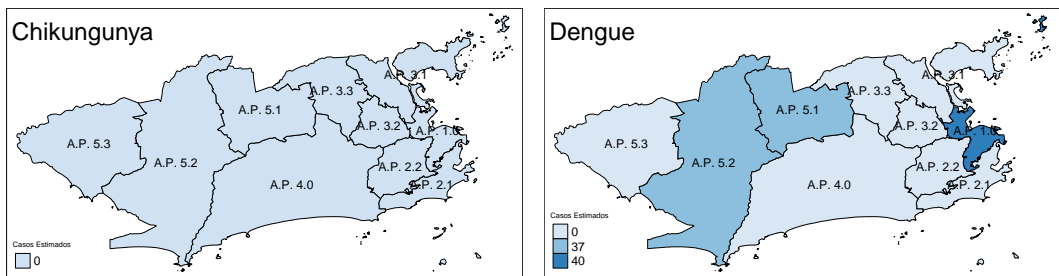 Chikungunya
A.P. 3.1
A.P. 3.3
A.P. 5.1
A.P. 3.2
A.P. 1.0
A.P. 5.3
A.P. 5.2
A.P. 2.2
A.P. 4.0
A.P. 2.1
Casos Estimados
0
Dengue
A.P. 3.1
A.P. 3.3
A.P. 5.1
A.P. 3.2
A.P. 1.0
A.P. 5.3
A.P. 5.2
A.P. 2.2
A.P. 4.0
A.P. 2.1
Casos Estimados
0
37
40